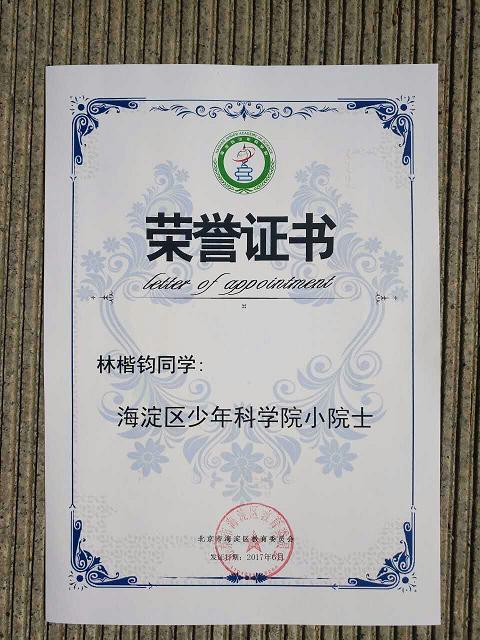 荣誉证书
letter of appointment
林楷钧同学:
海淀区少年科学院小院士
北京市海淀区教育委员会
发证日期: 2017年6月